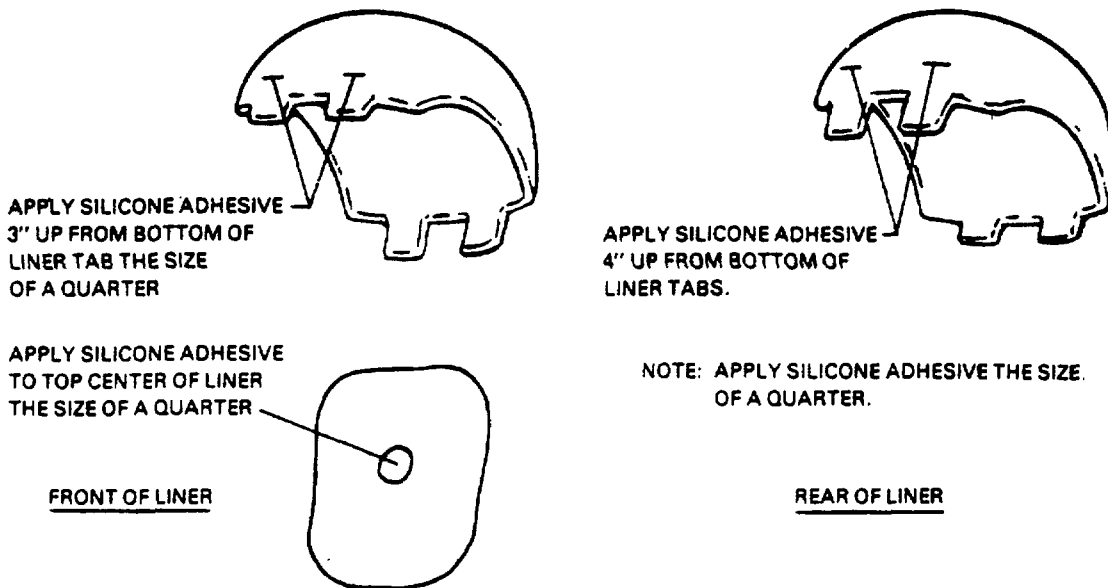 APPLY SILICONE ADHESIVE
3" UP FROM BOTTOM OF
LINER TAB THE SIZE
OF A QUARTER
APPLY SILICONE ADHESIVE
4" UP FROM BOTTOM OF
LINER TABS.
APPLY SILICONE ADHESIVE
TO TOP CENTER OF LINER
THE SIZE OF A QUARTER
NOTE: APPLY SILICONE ADHESIVE THE SIZE.
OF A QUARTER.
FRONT OF LINER
REAR OF LINER